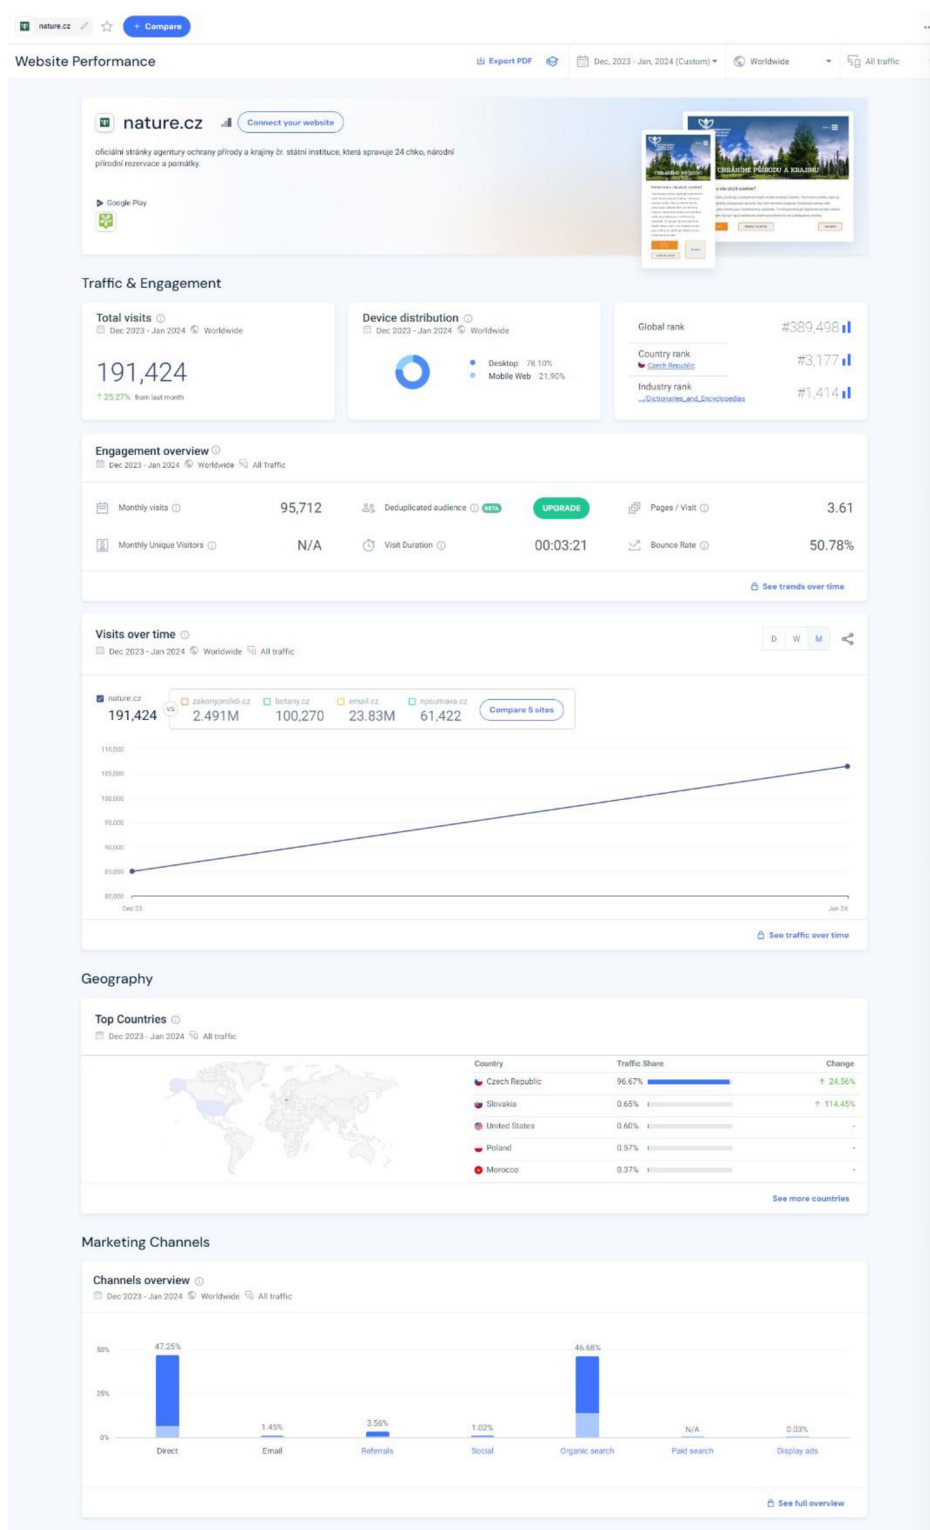 nature.cz
+ Compare
Website Performance
Export PDF
Dec, 2023 - Jan, 2024 (Custom)
Worldwide
All traffic
nature.cz
Connect your website
oficiální stránky agentury ochrany přírody a krajiny čr. státní instituce, která spravuje 24 chko, národní
přírodní rezervace a památky.
Google Play
CHRÁNÍME PŘÍRODU A KRAJINU
CHRÁNÍME PŘÍRODU
Traffic & Engagement
Total visits
Dec 2023 - Jan 2024 Worldwide
191,424
↑ 25.27% from last month
Device distribution
Dec 2023 - Jan 2024 Worldwide
Desktop 78.10%
Mobile Web 21.90%
Global rank #389,498
Country rank
Czech Republic #3,177
Industry rank
.../Dictionaries_and_Encyclopedias #1,414
Engagement overview
Dec 2023 - Jan 2024 Worldwide All Traffic
Monthly visits 95,712
Deduplicated audience BETA UPGRADE
Pages / Visit 3.61
Monthly Unique Visitors N/A
Visit Duration 00:03:21
Bounce Rate 50.78%
See trends over time
Visits over time
Dec 2023 - Jan 2024 Worldwide All traffic
D W M
nature.cz
191,424
VS.
zakonyprolidi.cz
2.491M
botany.cz
100,270
email.cz
23.83M
npsumava.cz
61,422
Compare 5 sites
110,000
105,000
100,000
95,000
90,000
85,000
80,000
Dec 23 Jan 24
See traffic over time
Geography
Top Countries
Dec 2023 - Jan 2024 All traffic
Country Traffic Share Change
Czech Republic 96.67% ↑ 24.56%
Slovakia 0.65% ↑ 114.45%
United States 0.60% -
Poland 0.57% -
Morocco 0.37% -
See more countries
Marketing Channels
Channels overview
Dec 2023 - Jan 2024 Worldwide All traffic
50%
25%
0%
47.25% 1.45% 3.56% 1.02% 46.68% N/A 0.03%
Direct Email Referrals Social Organic search Paid search Display ads
See full overview